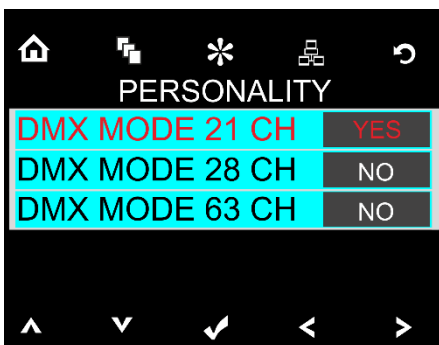 PERSONALITY
DMX MODE 21 CH YES
DMX MODE 28 CH NO
DMX MODE 63 CH NO